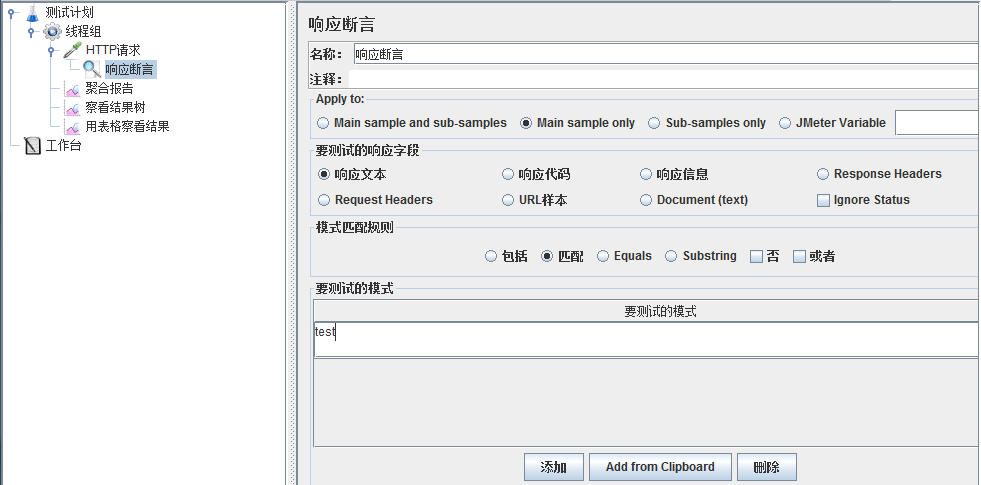 测试计划
线程组
HTTP请求
响应断言
聚合报告
察看结果树
用表格察看结果
工作台
响应断言
名称： 响应断言
注释：
Apply to:
Main sample and sub-samples Main sample only Sub-samples only JMeter Variable
要测试的响应字段
响应文本 响应代码 响应信息 Response Headers
Request Headers URL样本 Document (text) Ignore Status
模式匹配规则
包括 匹配 Equals Substring 否 或者
要测试的模式
要测试的模式
test
添加 Add from Clipboard 删除